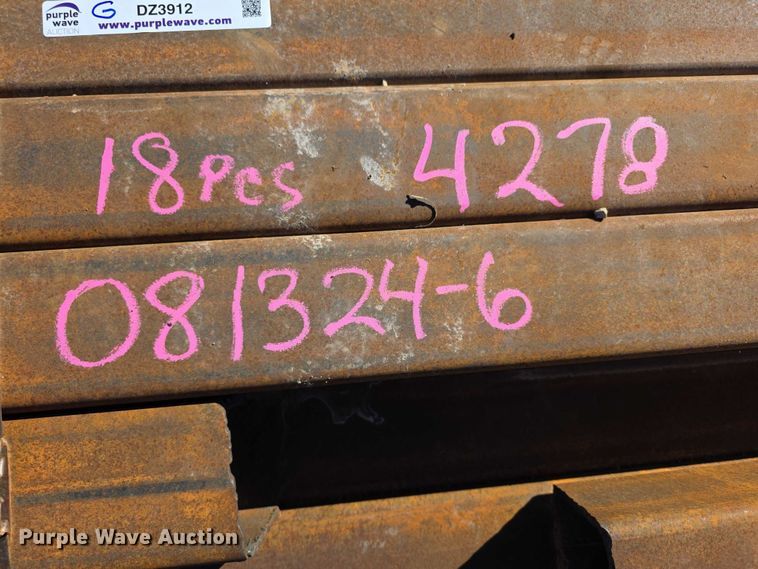 purple wave AUCTION G DZ3912
www.purplewave.com
18 Pcs 4278
081324-6
Purple Wave Auction®